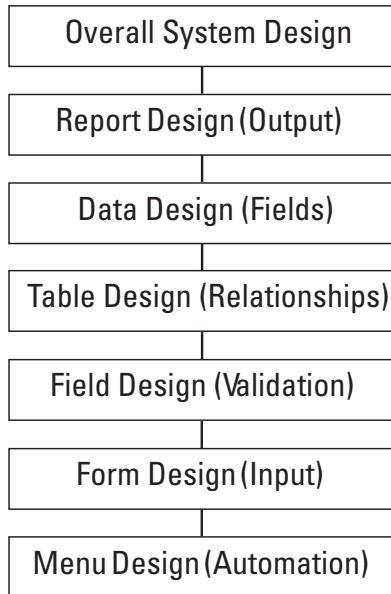 Overall System Design
Report Design (Output)
Data Design (Fields)
Table Design (Relationships)
Field Design (Validation)
Form Design (Input)
Menu Design (Automation)